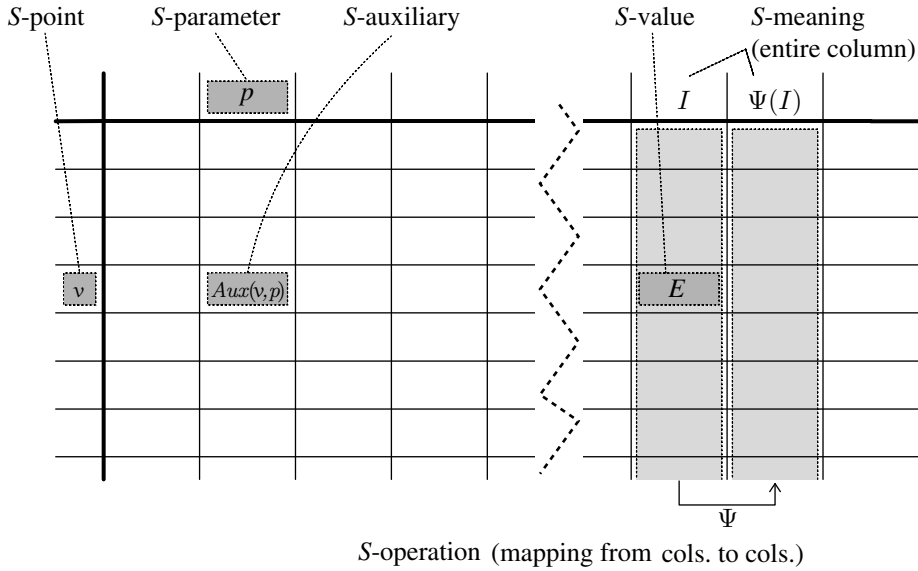 S-point S-parameter S-auxiliary S-value S-meaning
(entire column)
p I Ψ(I)
v Aux(v,p) E
Ψ
S-operation (mapping from cols. to cols.)